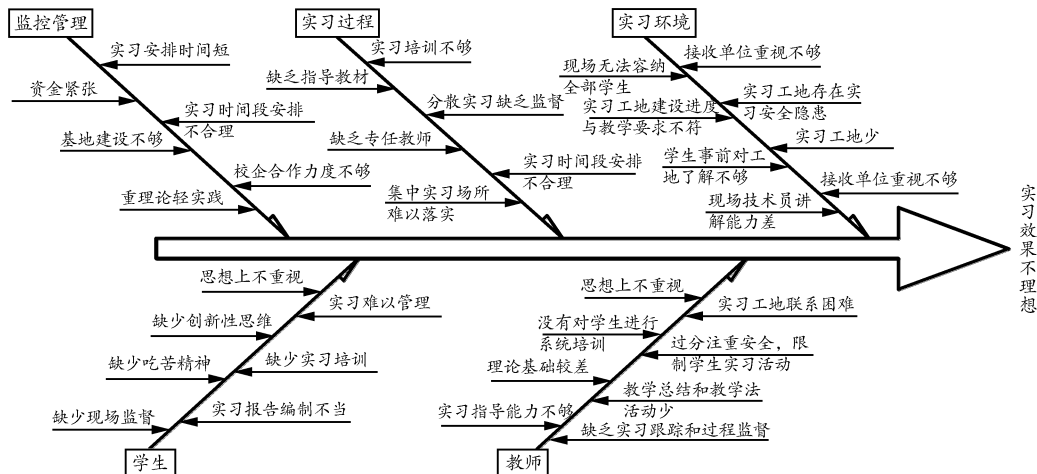 监控管理
实习安排时间短
资金紧张
实习时间段安排
不合理
基地建设不够
校企合作力度不够
重理论轻实践
实习过程
实习培训不够
缺乏指导教材
分散实习缺乏监督
缺乏专任教师
实习时间段安排
不合理
集中实习场所
难以落实
实习环境
接收单位重视不够
现场无法容纳
全部学生
实习工地存在实
习安全隐患
实习工地建设进度
与教学要求不符
实习工地少
学生事前对工
地了解不够
接收单位重视不够
现场技术员讲
解能力差
实习效果不理想
思想上不重视
实习难以管理
缺少创新性思维
缺少实习培训
缺少吃苦精神
实习报告编制不当
缺少现场监督
学生
思想上不重视
实习工地联系困难
没有对学生进行
系统培训
过分注重安全，限
制学生实习活动
理论基础较差
教学总结和教学法
活动少
实习指导能力不够
缺乏实习跟踪和过程监督
教师